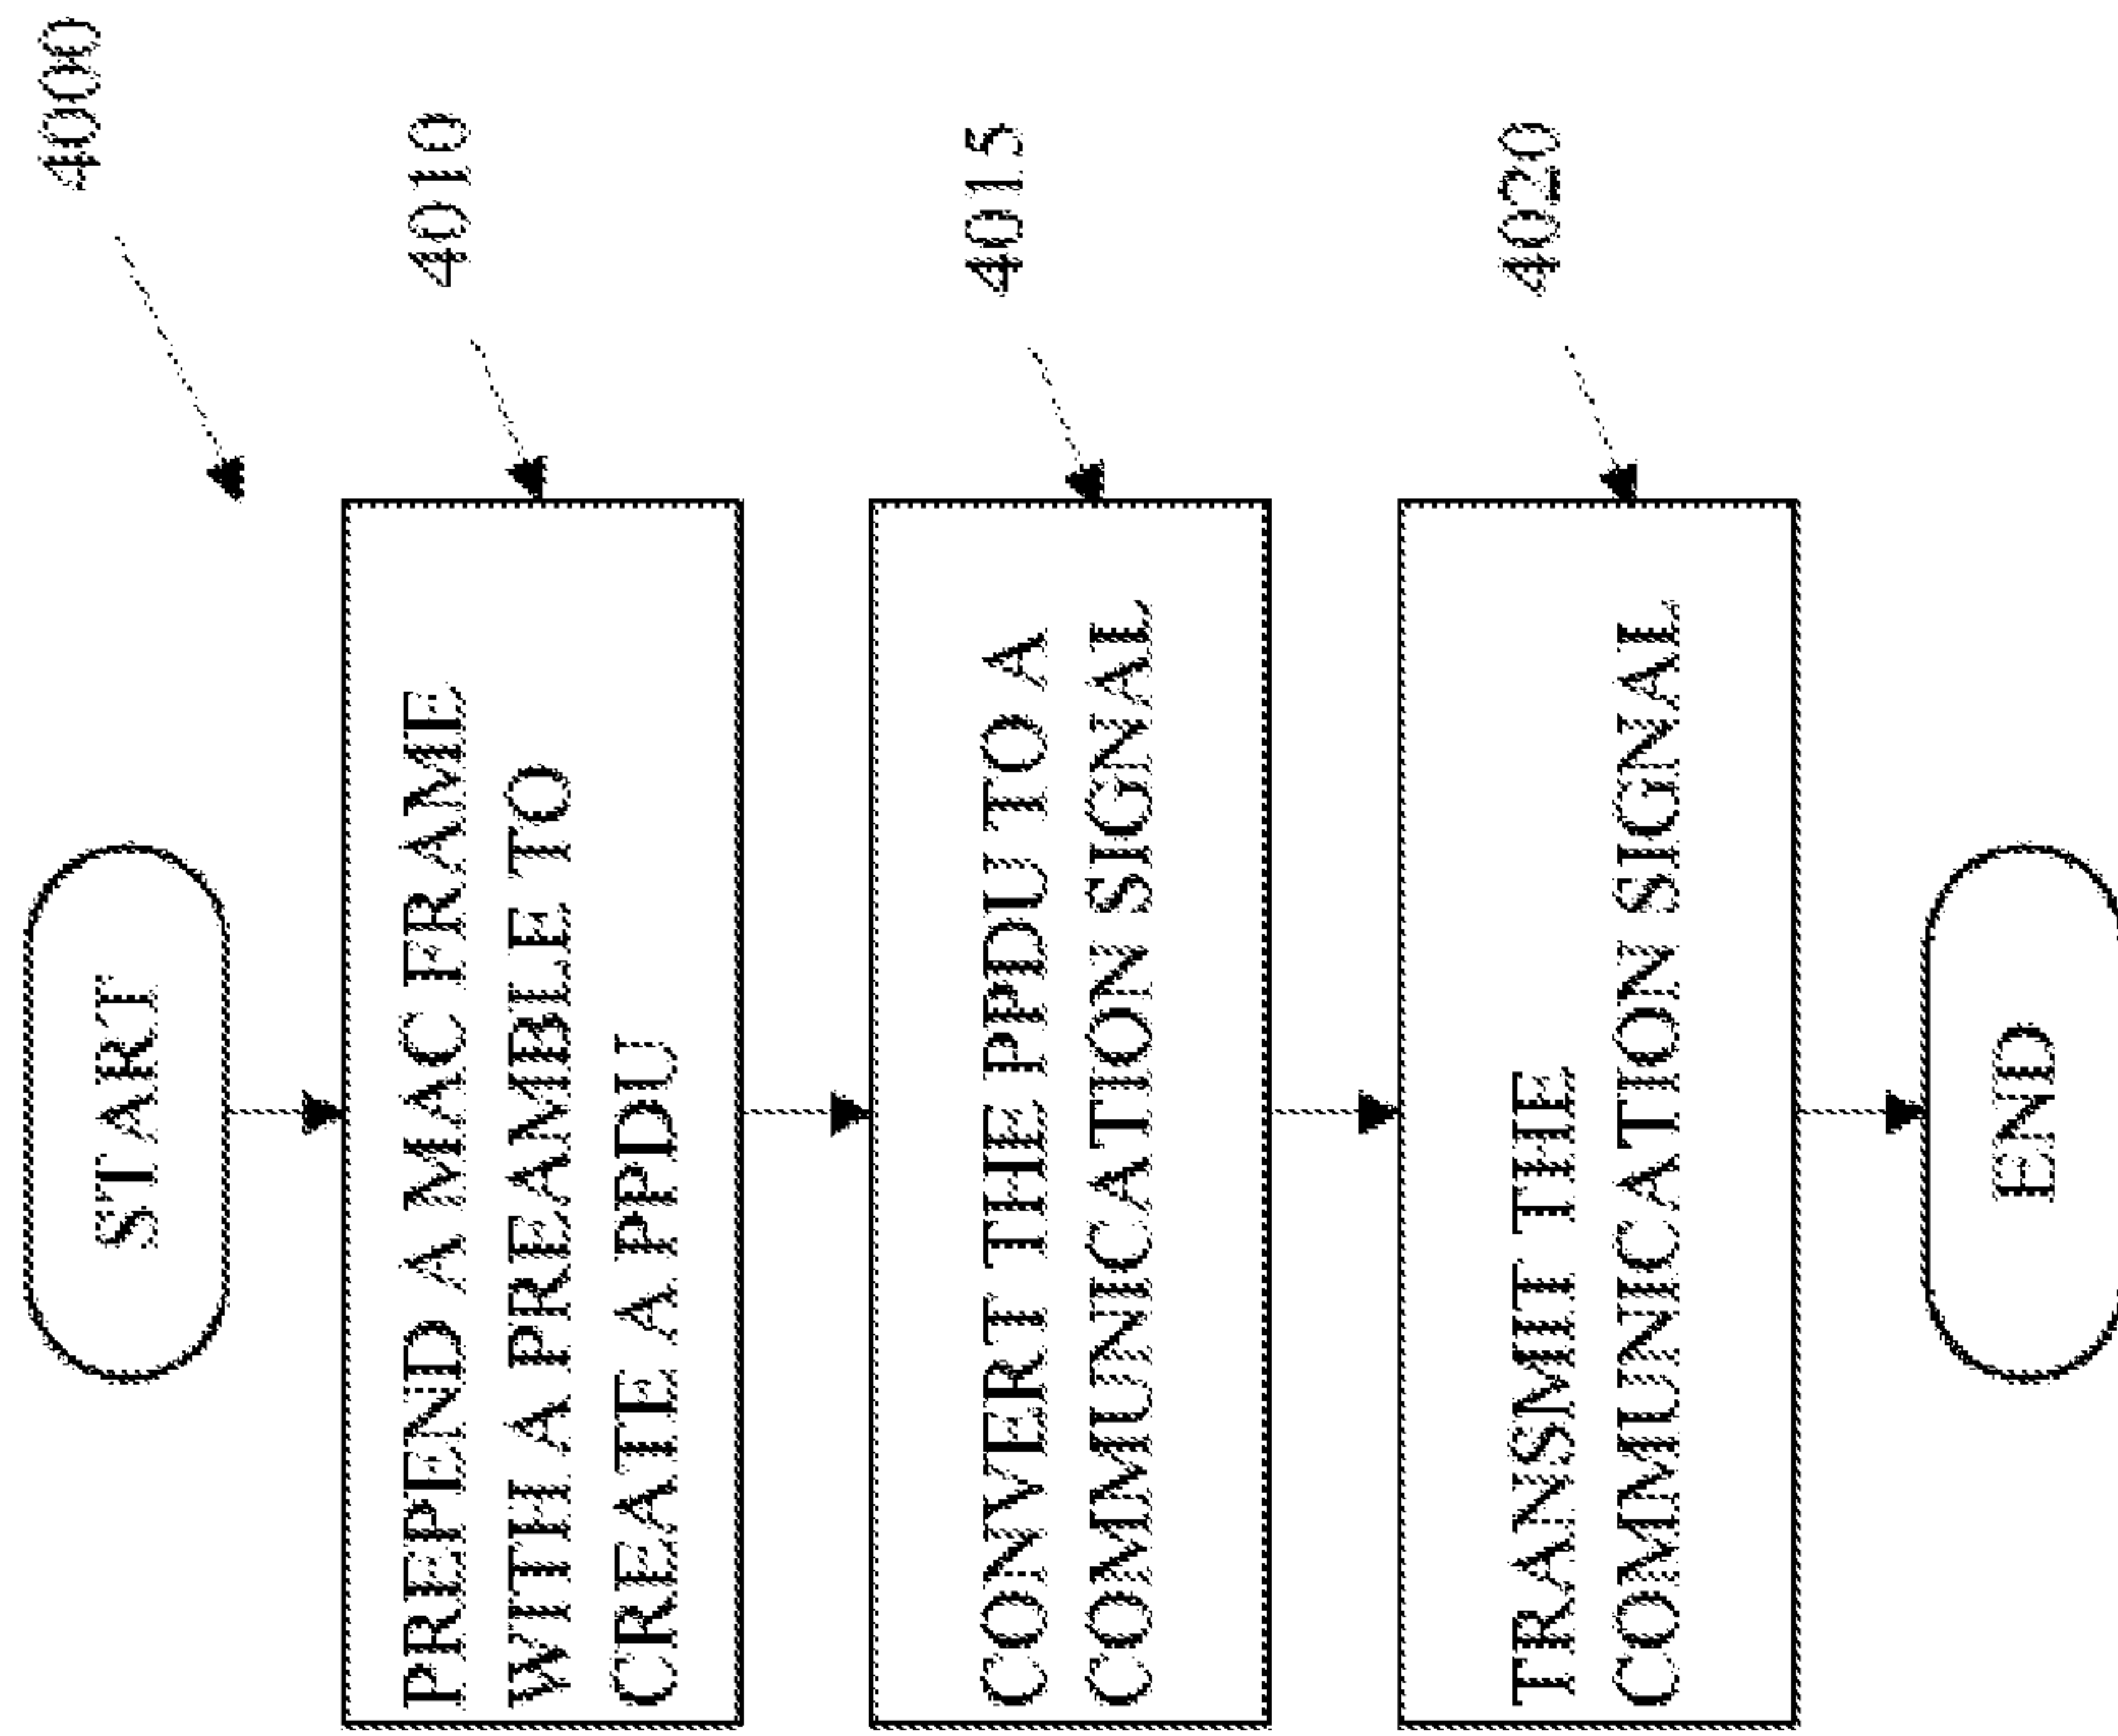 4000
START
4010
PREPEND A MAC FRAME
WITH A PREAMBLE TO
CREATE A PPDU
4015
CONVERT THE PPDU TO A
COMMUNICATION SIGNAL
4020
TRANSMIT THE
COMMUNICATION SIGNAL
END